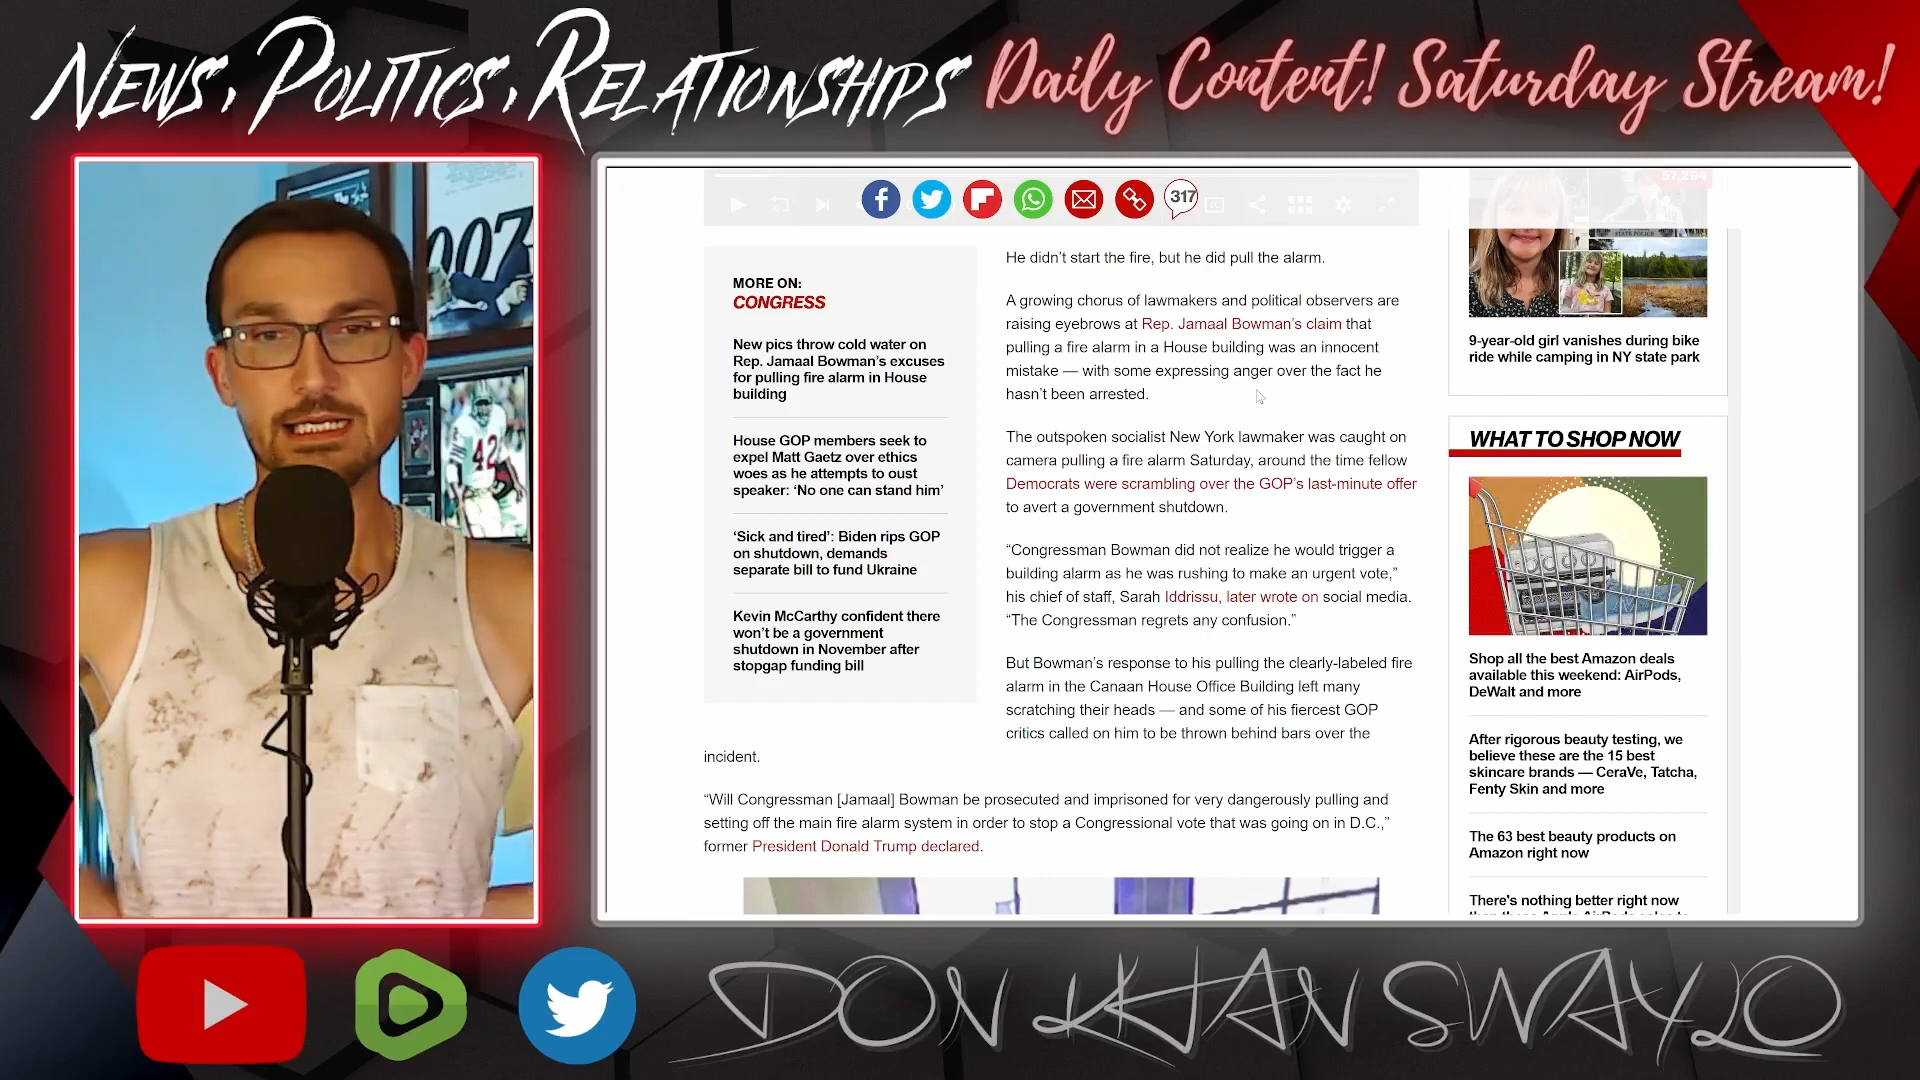 NEWS, POLITICS, RELATIONSHIPS
Daily Content! Saturday Stream!
007
42
317
57,294
MORE ON:
CONGRESS
New pics throw cold water on
Rep. Jamaal Bowman's excuses
for pulling fire alarm in House
building
House GOP members seek to
expel Matt Gaetz over ethics
woes as he attempts to oust
speaker: ‘No one can stand him’
‘Sick and tired’: Biden rips GOP
on shutdown, demands
separate bill to fund Ukraine
Kevin McCarthy confident there
won’t be a government
shutdown in November after
stopgap funding bill
He didn’t start the fire, but he did pull the alarm.
A growing chorus of lawmakers and political observers are
raising eyebrows at Rep. Jamaal Bowman’s claim that
pulling a fire alarm in a House building was an innocent
mistake — with some expressing anger over the fact he
hasn’t been arrested.
The outspoken socialist New York lawmaker was caught on
camera pulling a fire alarm Saturday, around the time fellow
Democrats were scrambling over the GOP’s last-minute offer
to avert a government shutdown.
“Congressman Bowman did not realize he would trigger a
building alarm as he was rushing to make an urgent vote,”
his chief of staff, Sarah Iddrissu, later wrote on social media.
“The Congressman regrets any confusion.”
But Bowman’s response to his pulling the clearly-labeled fire
alarm in the Canaan House Office Building left many
scratching their heads — and some of his fiercest GOP
critics called on him to be thrown behind bars over the
incident.
“Will Congressman [Jamaal] Bowman be prosecuted and imprisoned for very dangerously pulling and
setting off the main fire alarm system in order to stop a Congressional vote that was going on in D.C.,”
former President Donald Trump declared.
STATE POLICE
9-year-old girl vanishes during bike
ride while camping in NY state park
WHAT TO SHOP NOW
Shop all the best Amazon deals
available this weekend: AirPods,
DeWalt and more
After rigorous beauty testing, we
believe these are the 15 best
skincare brands — CeraVe, Tatcha,
Fenty Skin and more
The 63 best beauty products on
Amazon right now
There's nothing better right now
DON KHAN SWAYLO